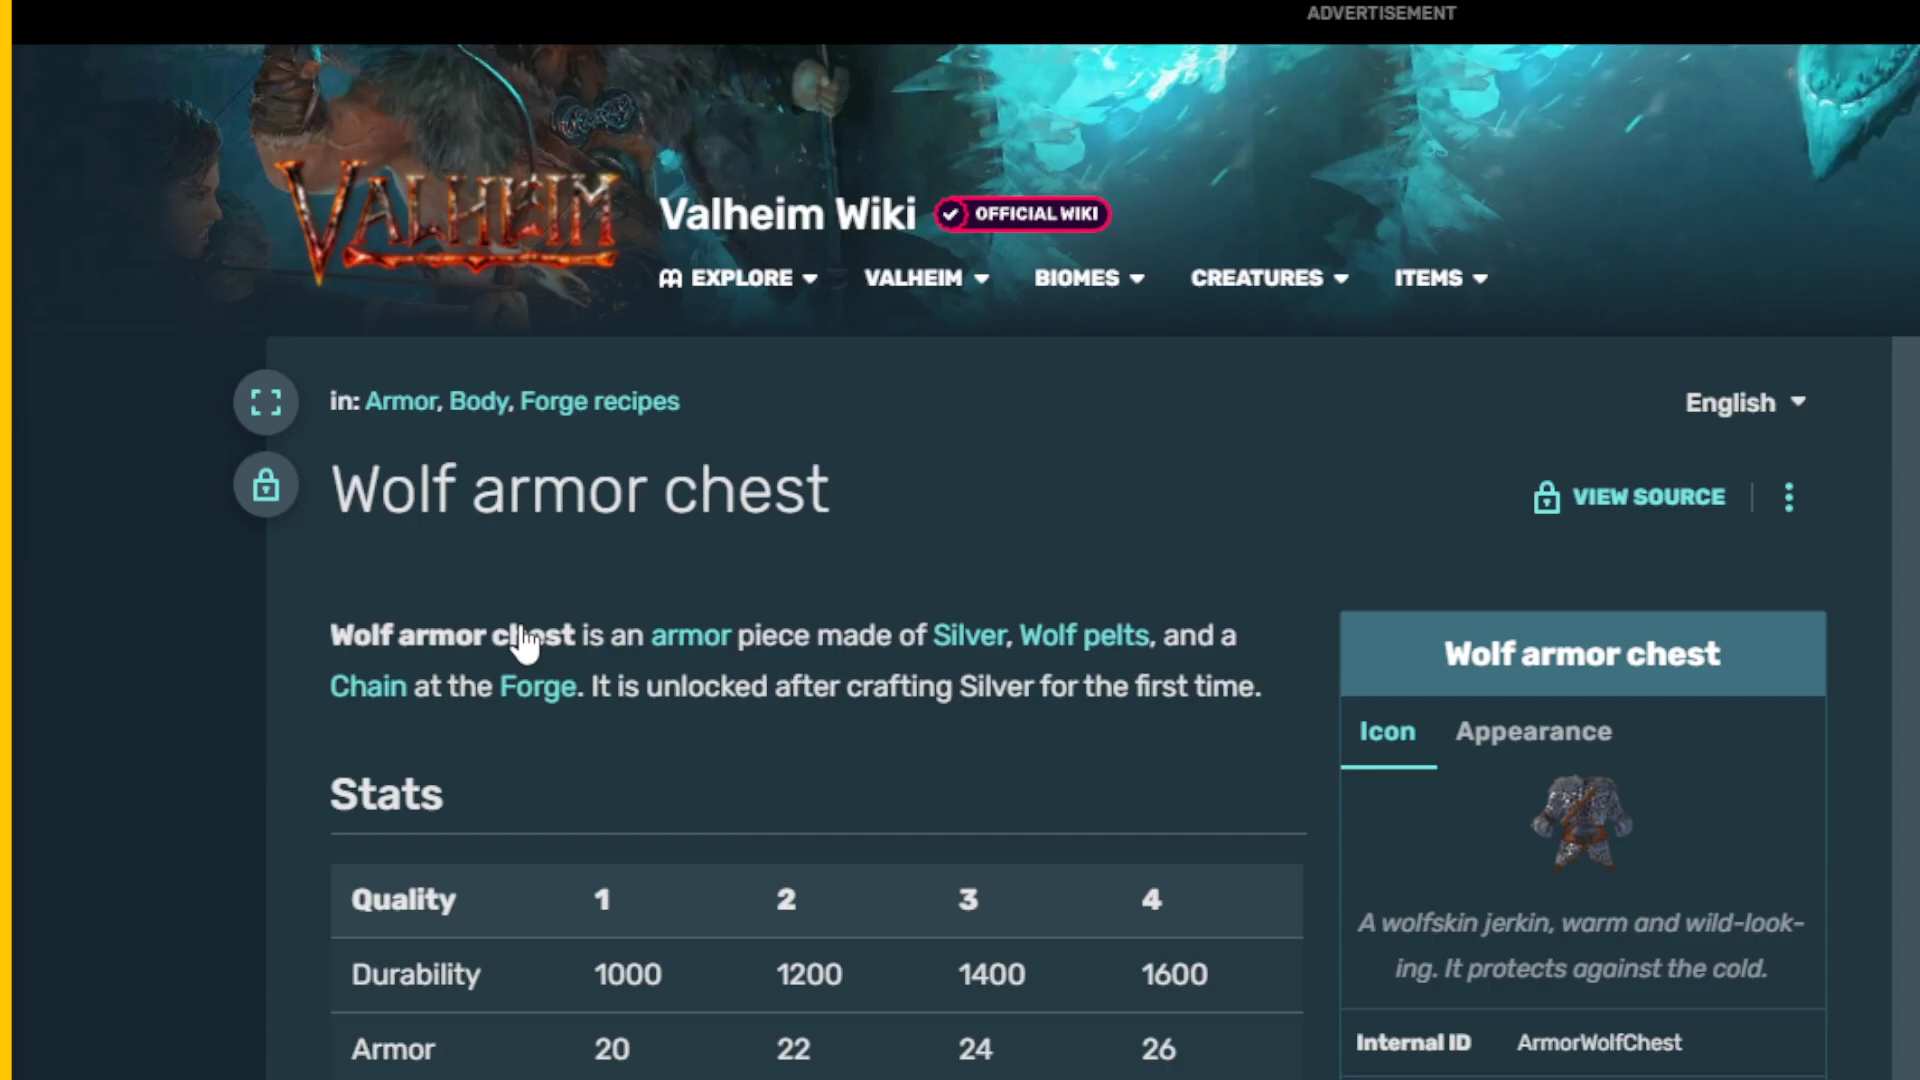 ADVERTISEMENT
VALHEIM
Valheim Wiki OFFICIAL WIKI
EXPLORE VALHEIM BIOMES CREATURES ITEMS
in: Armor, Body, Forge recipes
English
Wolf armor chest
VIEW SOURCE
Wolf armor chest is an armor piece made of Silver, Wolf pelts, and a
Chain at the Forge. It is unlocked after crafting Silver for the first time.
Stats
Quality 1 2 3 4
Durability 1000 1200 1400 1600
Armor 20 22 24 26
Wolf armor chest
Icon Appearance
A wolfskin jerkin, warm and wild-look-
ing. It protects against the cold.
Internal ID ArmorWolfChest